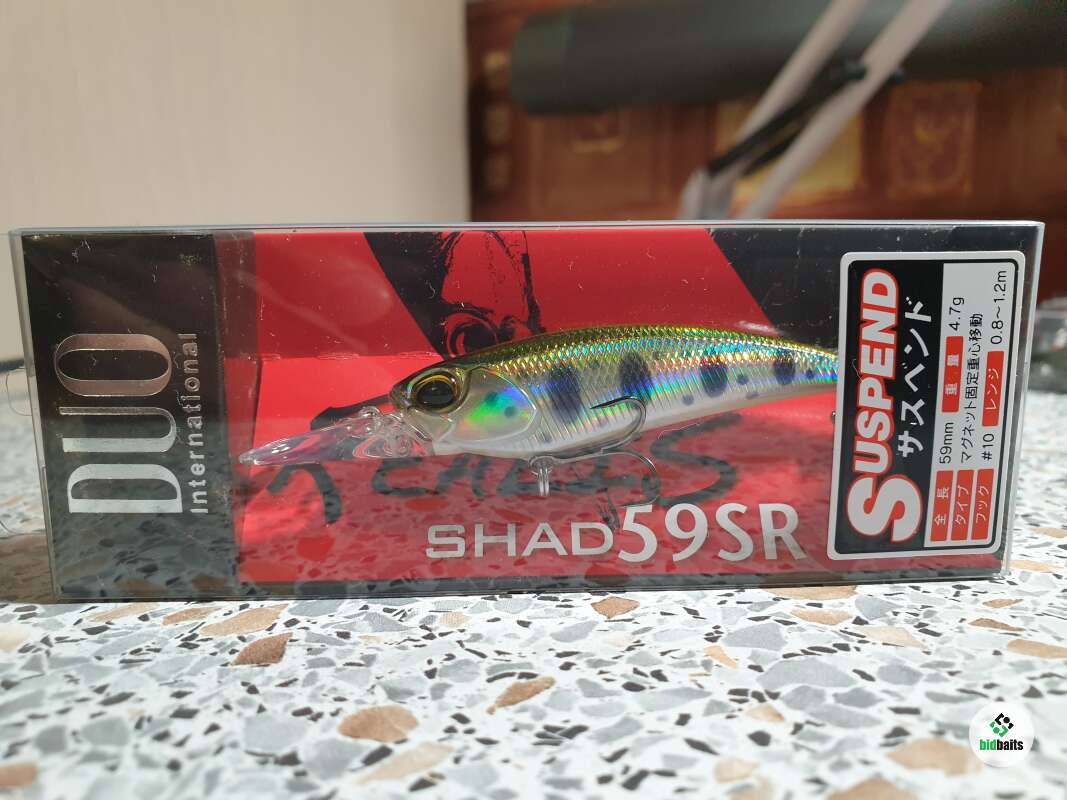 DUO
International
REALIS
SHAD59SR
SUSPEND
サスペンド
全長 59mm 重量 4.7g
タイプ マグネット固定重心移動
フック #10 レンジ 0.8〜1.2m
bidbaits